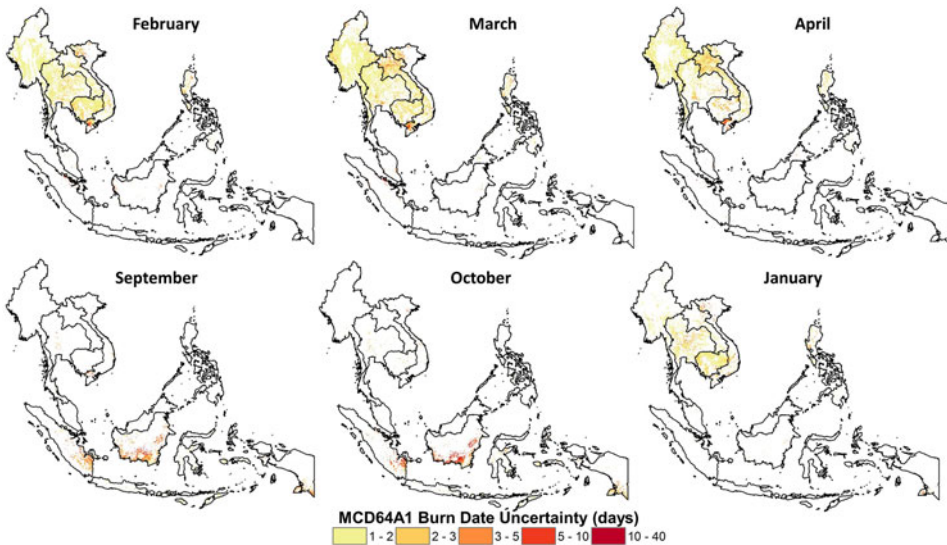 February
March
April
September
October
January
MCD64A1 Burn Date Uncertainty (days)
1 - 2 2 - 3 3 - 5 5 - 10 10 - 40